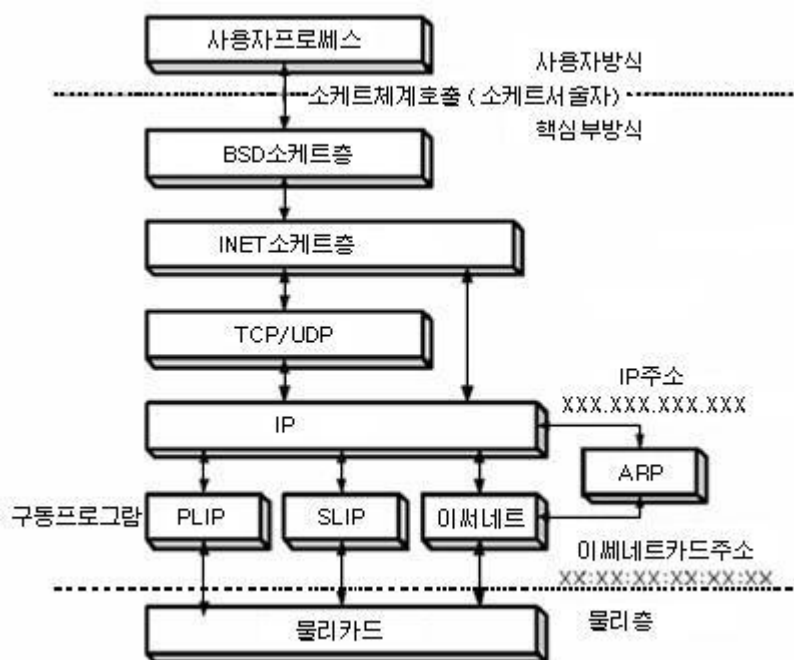 사용자프로쎄스
사용자방식
소케트체계호출 (소케트서술자)
핵심부방식
BSD소케트층
INET소케트층
TCP/UDP
IP주소
XXX.XXX.XXX.XXX
IP
ARP
구동프로그람
PLIP
SLIP
이써네트
이쎄네트카드주소
XX:XX:XX:XX:XX:XX
물리카드
물리층